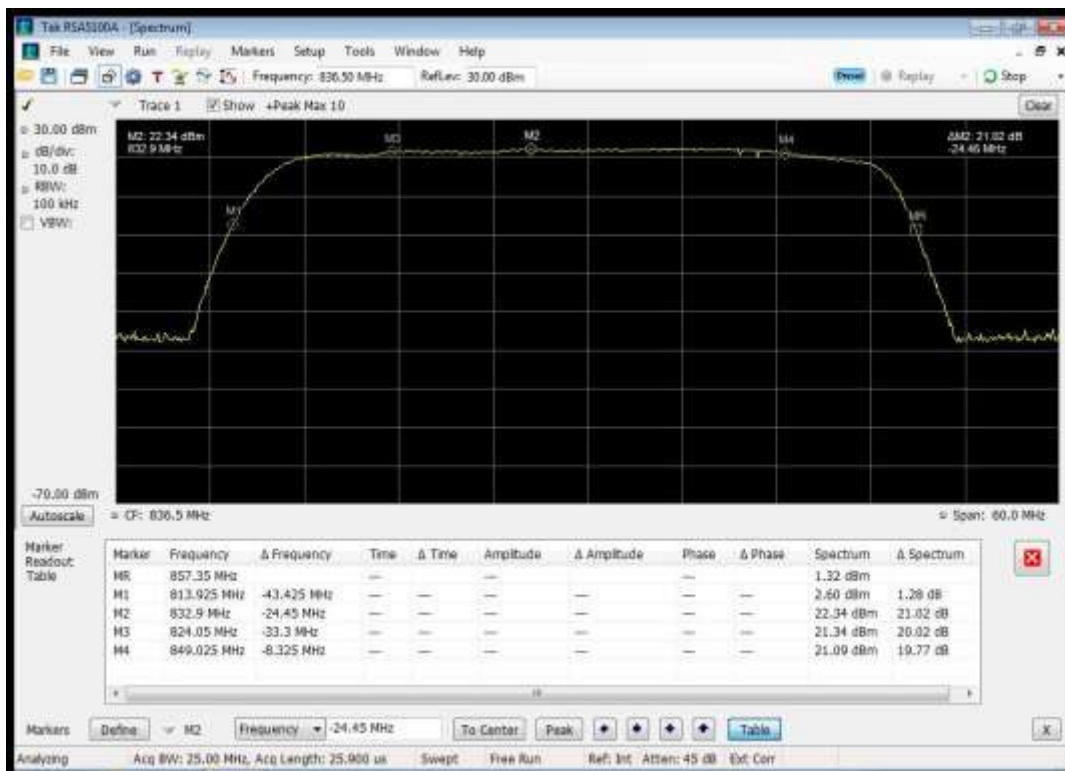 Tek RSA5100A - [Spectrum]
File View Run Replay Markers Setup Tools Window Help
Frequency: 836.50 MHz RefLev: 30.00 dBm Preset Replay Stop
Trace 1 Show +Peak Max 10 Clear
30.00 dBm
dB/div:
10.0 dB
RBW:
100 kHz
VBW:
M2: 22.34 dBm
832.9 MHz
M3
M2
M4
ΔM2: 21.02 dB
-24.45 MHz
M1
MR
-70.00 dBm
Autoscale CF: 836.5 MHz Span: 60.0 MHz
Marker
Readout
Table
Marker Frequency Δ Frequency Time Δ Time Amplitude Δ Amplitude Phase Δ Phase Spectrum Δ Spectrum
MR 857.35 MHz --- --- --- 1.32 dBm
M1 813.925 MHz -43.425 MHz --- --- --- --- --- --- 2.60 dBm 1.28 dB
M2 832.9 MHz -24.45 MHz --- --- --- --- --- --- 22.34 dBm 21.02 dB
M3 824.05 MHz -33.3 MHz --- --- --- --- --- --- 21.34 dBm 20.02 dB
M4 849.025 MHz -8.325 MHz --- --- --- --- --- --- 21.09 dBm 19.77 dB
Markers Define M2 Frequency -24.45 MHz To Center Peak Table X
Analyzing Acq BW: 25.00 MHz, Acq Length: 25.900 us Swept Free Run Ref: Int Atten: 45 dB Ext Corr